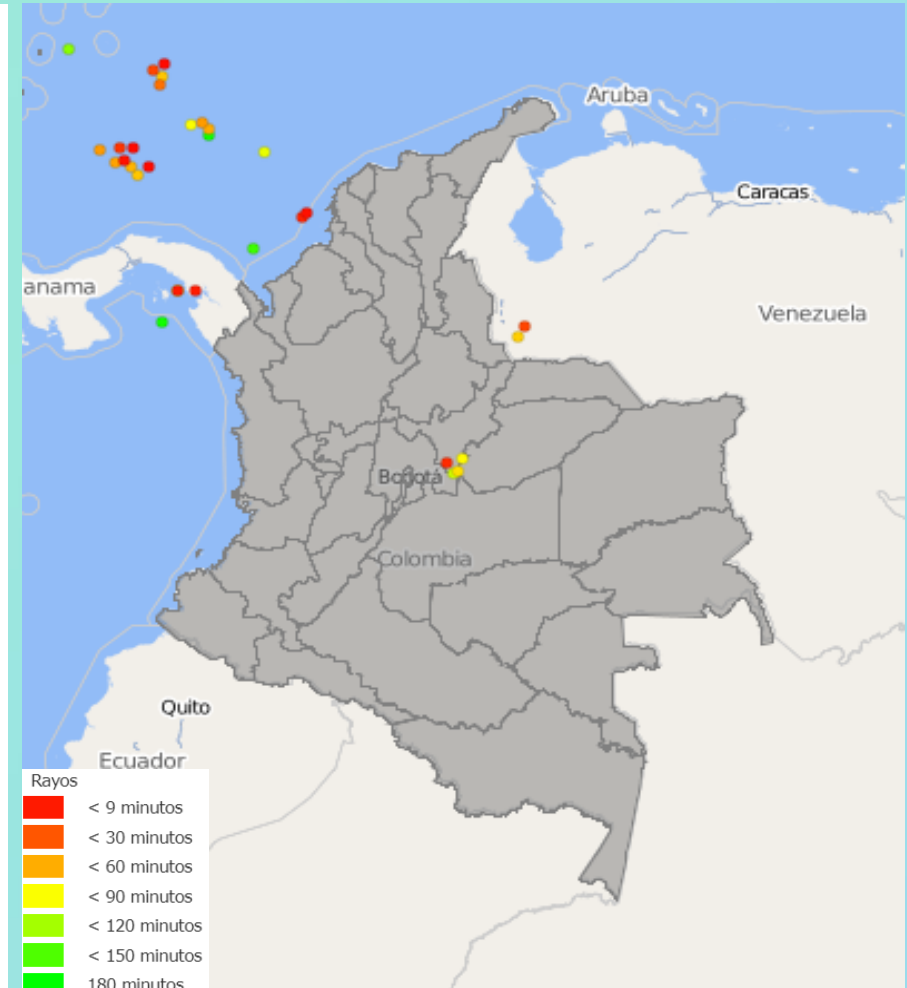 Aruba
Caracas
anama
Venezuela
Bogotá
Colombia
Quito
Ecuador
Rayos
< 9 minutos
< 30 minutos
< 60 minutos
< 90 minutos
< 120 minutos
< 150 minutos
180 minutos